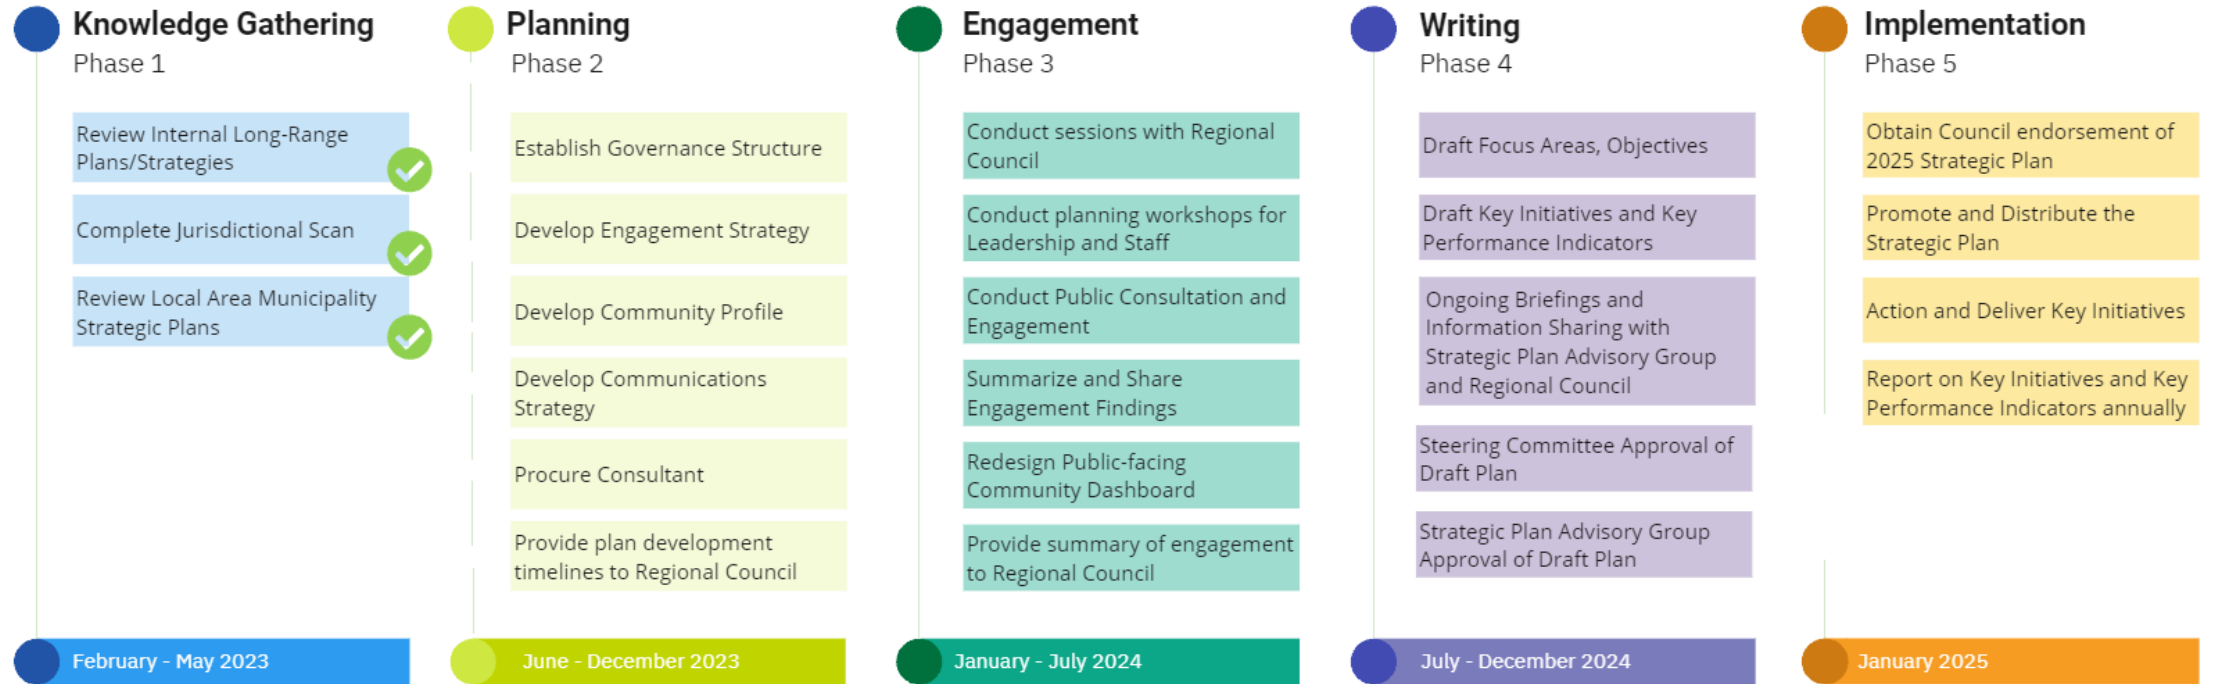 Knowledge Gathering
Phase 1
Review Internal Long-Range
Plans/Strategies
Complete Jurisdictional Scan
Review Local Area Municipality
Strategic Plans
February - May 2023
Planning
Phase 2
Establish Governance Structure
Develop Engagement Strategy
Develop Community Profile
Develop Communications
Strategy
Procure Consultant
Provide plan development
timelines to Regional Council
June - December 2023
Engagement
Phase 3
Conduct sessions with Regional
Council
Conduct planning workshops for
Leadership and Staff
Conduct Public Consultation and
Engagement
Summarize and Share
Engagement Findings
Redesign Public-facing
Community Dashboard
Provide summary of engagement
to Regional Council
January - July 2024
Writing
Phase 4
Draft Focus Areas, Objectives
Draft Key Initiatives and Key
Performance Indicators
Ongoing Briefings and
Information Sharing with
Strategic Plan Advisory Group
and Regional Council
Steering Committee Approval of
Draft Plan
Strategic Plan Advisory Group
Approval of Draft Plan
July - December 2024
Implementation
Phase 5
Obtain Council endorsement of
2025 Strategic Plan
Promote and Distribute the
Strategic Plan
Action and Deliver Key Initiatives
Report on Key Initiatives and Key
Performance Indicators annually
January 2025